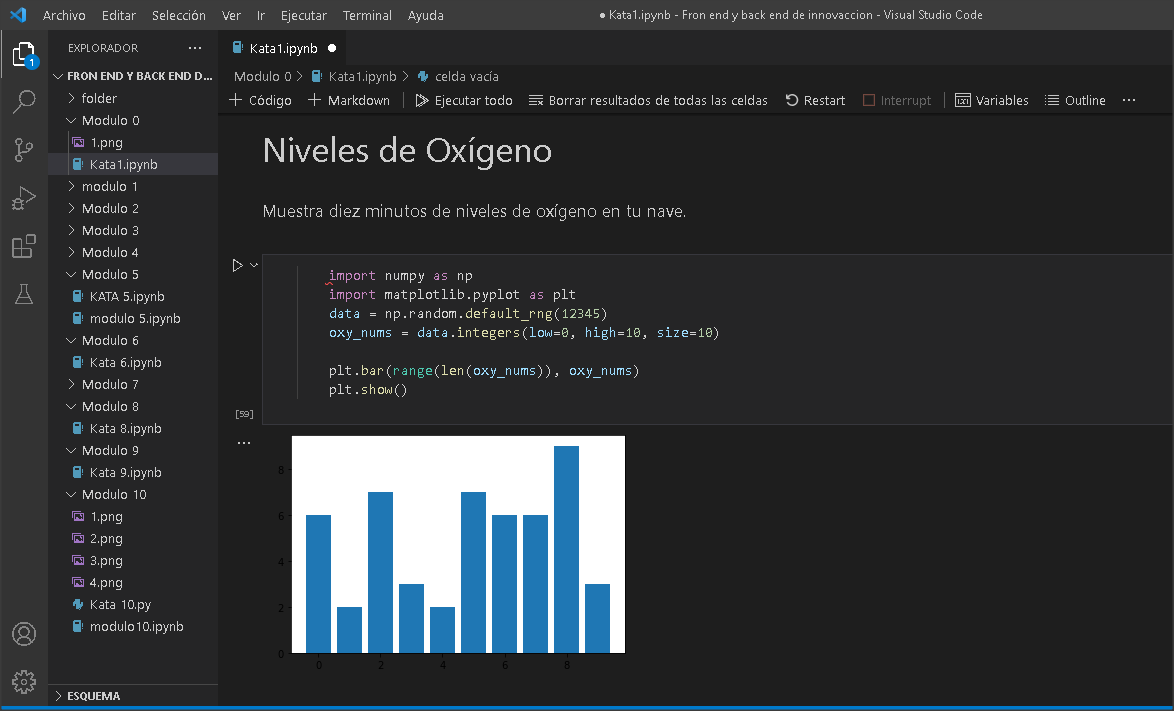 Archivo Editar Selección Ver Ir Ejecutar Terminal Ayuda
● Kata1.ipynb - Fron end y back end de innovaccion - Visual Studio Code
EXPLORADOR ...
1
FRON END Y BACK END D...
folder
Modulo 0
1.png
Kata1.ipynb
modulo 1
Modulo 2
Modulo 3
Modulo 4
Modulo 5
KATA 5.ipynb
modulo 5.ipynb
Modulo 6
Kata 6.ipynb
Modulo 7
Modulo 8
Kata 8.ipynb
Modulo 9
Kata 9.ipynb
Modulo 10
1.png
2.png
3.png
4.png
Kata 10.py
modulo10.ipynb
ESQUEMA
Kata1.ipynb ●
Modulo 0 > Kata1.ipynb > celda vacía
+ Código + Markdown | Ejecutar todo Borrar resultados de todas las celdas Restart Interrupt | Variables Outline ...
Niveles de Oxígeno
Muestra diez minutos de niveles de oxígeno en tu nave.
import numpy as np
import matplotlib.pyplot as plt
data = np.random.default_rng(12345)
oxy_nums = data.integers(low=0, high=10, size=10)
plt.bar(range(len(oxy_nums)), oxy_nums)
plt.show()
[59]
...
8
6
4
2
0
0 2 4 6 8